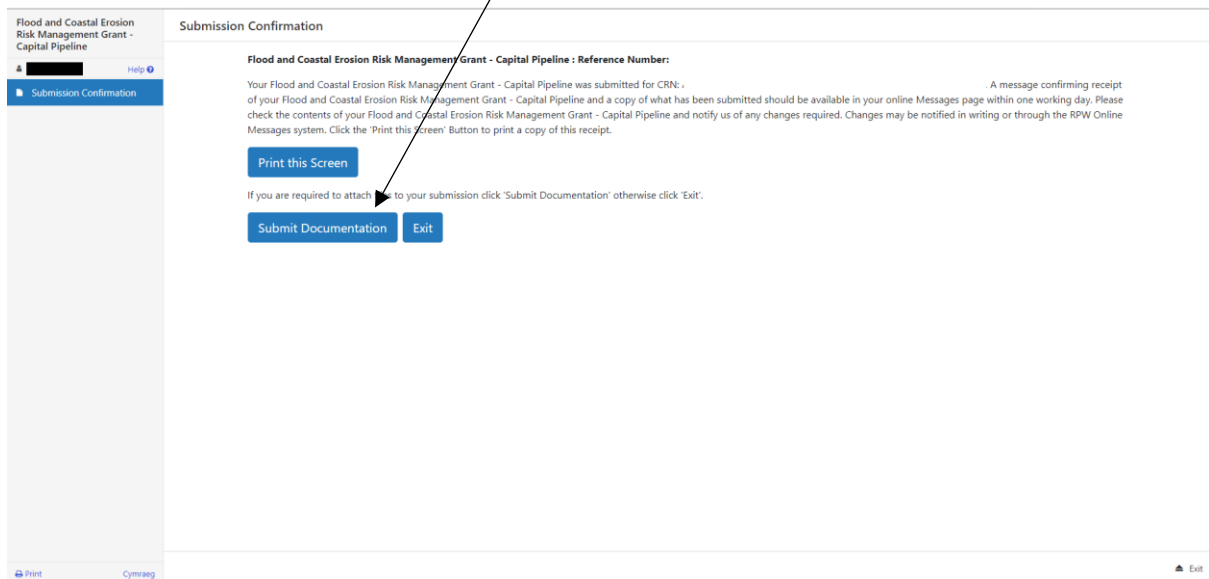 Flood and Coastal Erosion
Risk Management Grant -
Capital Pipeline
Help
Submission Confirmation
Submission Confirmation
Flood and Coastal Erosion Risk Management Grant - Capital Pipeline : Reference Number:
Your Flood and Coastal Erosion Risk Management Grant - Capital Pipeline was submitted for CRN: . A message confirming receipt
of your Flood and Coastal Erosion Risk Management Grant - Capital Pipeline and a copy of what has been submitted should be available in your online Messages page within one working day. Please
check the contents of your Flood and Coastal Erosion Risk Management Grant - Capital Pipeline and notify us of any changes required. Changes may be notified in writing or through the RPW Online
Messages system. Click the 'Print this Screen' Button to print a copy of this receipt.
Print this Screen
If you are required to attach to your submission click 'Submit Documentation' otherwise click 'Exit'.
Submit Documentation
Exit
Print
Cymraeg
Exit